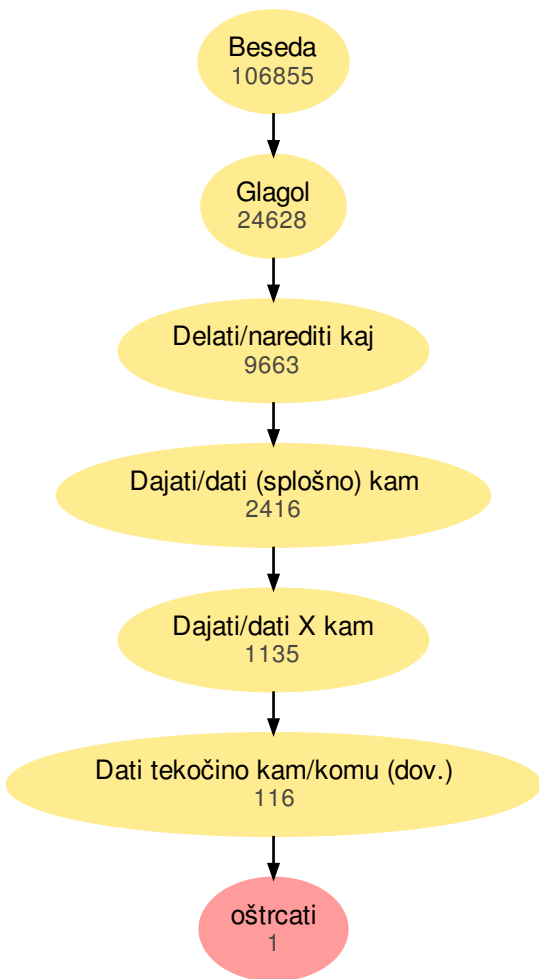 Beseda
106855
Glagol
24628
Delati/narediti kaj
9663
Dajati/dati (splošno) kam
2416
Dajati/dati X kam
1135
Dati tekočino kam/komu (dov.)
116
oštrcati
1